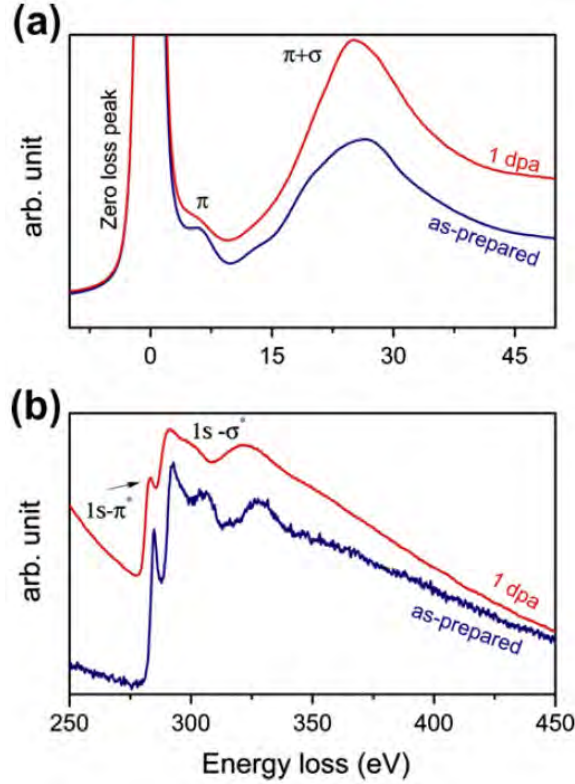 (a)
arb. unit
Zero loss peak
π
π+σ
1 dpa
as-prepared
0 15 30 45
(b)
arb. unit
1s-π*
1s -σ*
1 dpa
as-prepared
250 300 350 400 450
Energy loss (eV)